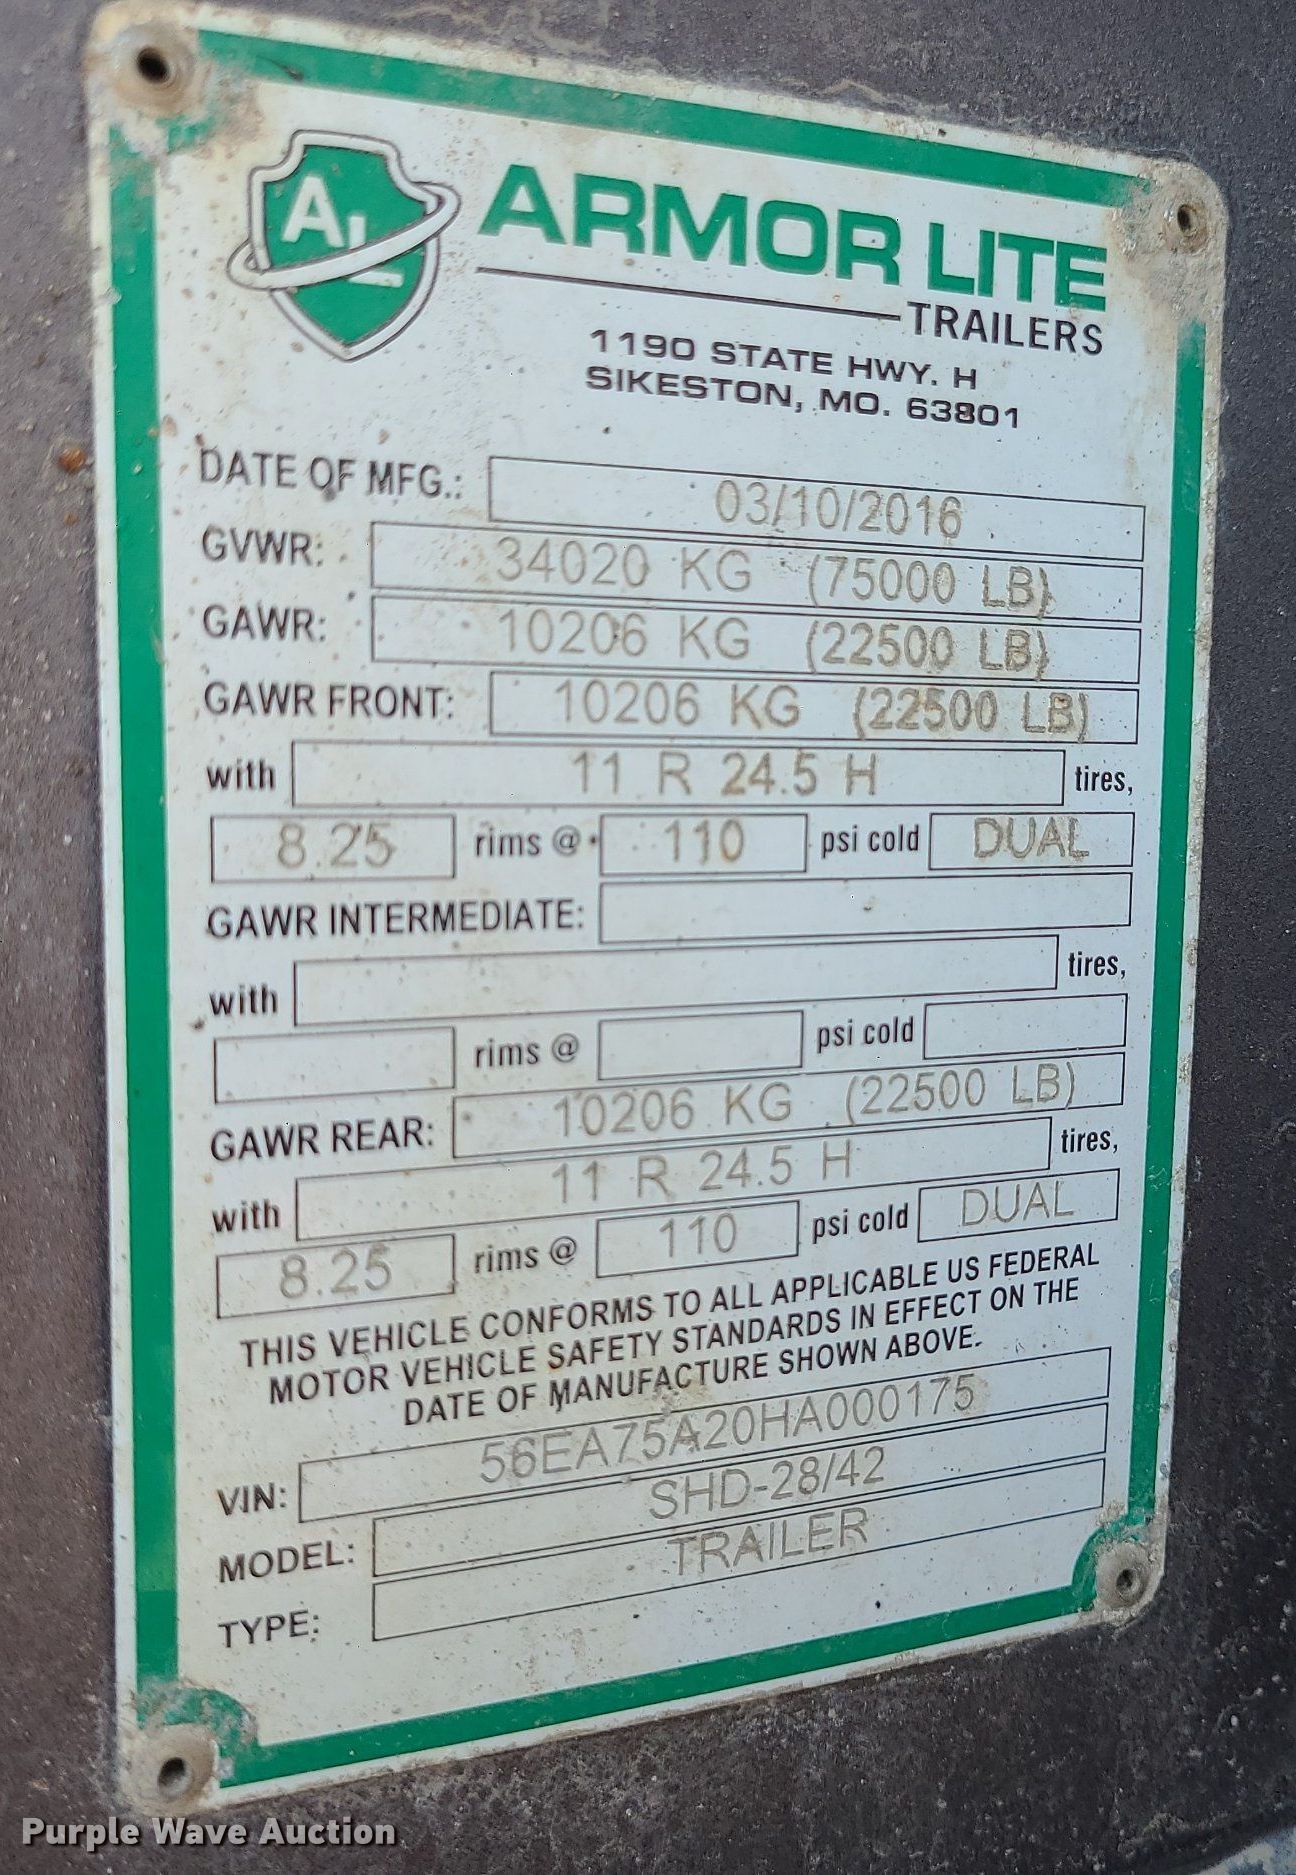 AL ARMOR LITE
TRAILERS
1190 STATE HWY. H
SIKESTON, MO. 63801
DATE OF MFG.: 03/10/2016
GVWR: 34020 KG (75000 LB)
GAWR: 10206 KG (22500 LB)
GAWR FRONT: 10206 KG (22500 LB)
with 11 R 24.5 H tires,
8.25 rims @ 110 psi cold DUAL
GAWR INTERMEDIATE:
with tires,
rims @ psi cold
GAWR REAR: 10206 KG (22500 LB)
with 11 R 24.5 H tires,
8.25 rims @ 110 psi cold DUAL
THIS VEHICLE CONFORMS TO ALL APPLICABLE US FEDERAL
MOTOR VEHICLE SAFETY STANDARDS IN EFFECT ON THE
DATE OF MANUFACTURE SHOWN ABOVE.
VIN: 56EA75A20HA000175
MODEL: SHD-28/42
TYPE: TRAILER
Purple Wave Auction